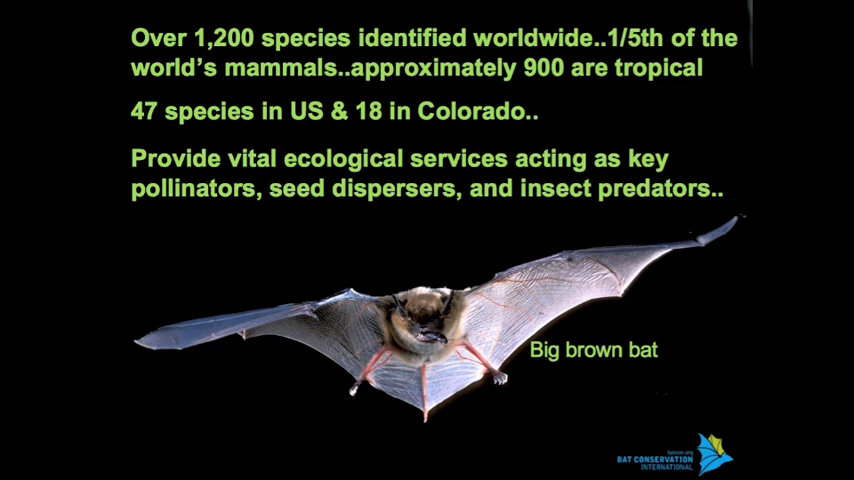 Over 1,200 species identified worldwide..1/5th of the
world’s mammals..approximately 900 are tropical
47 species in US & 18 in Colorado..
Provide vital ecological services acting as key
pollinators, seed dispersers, and insect predators..
Big brown bat
batcon.org
BAT CONSERVATION
INTERNATIONAL